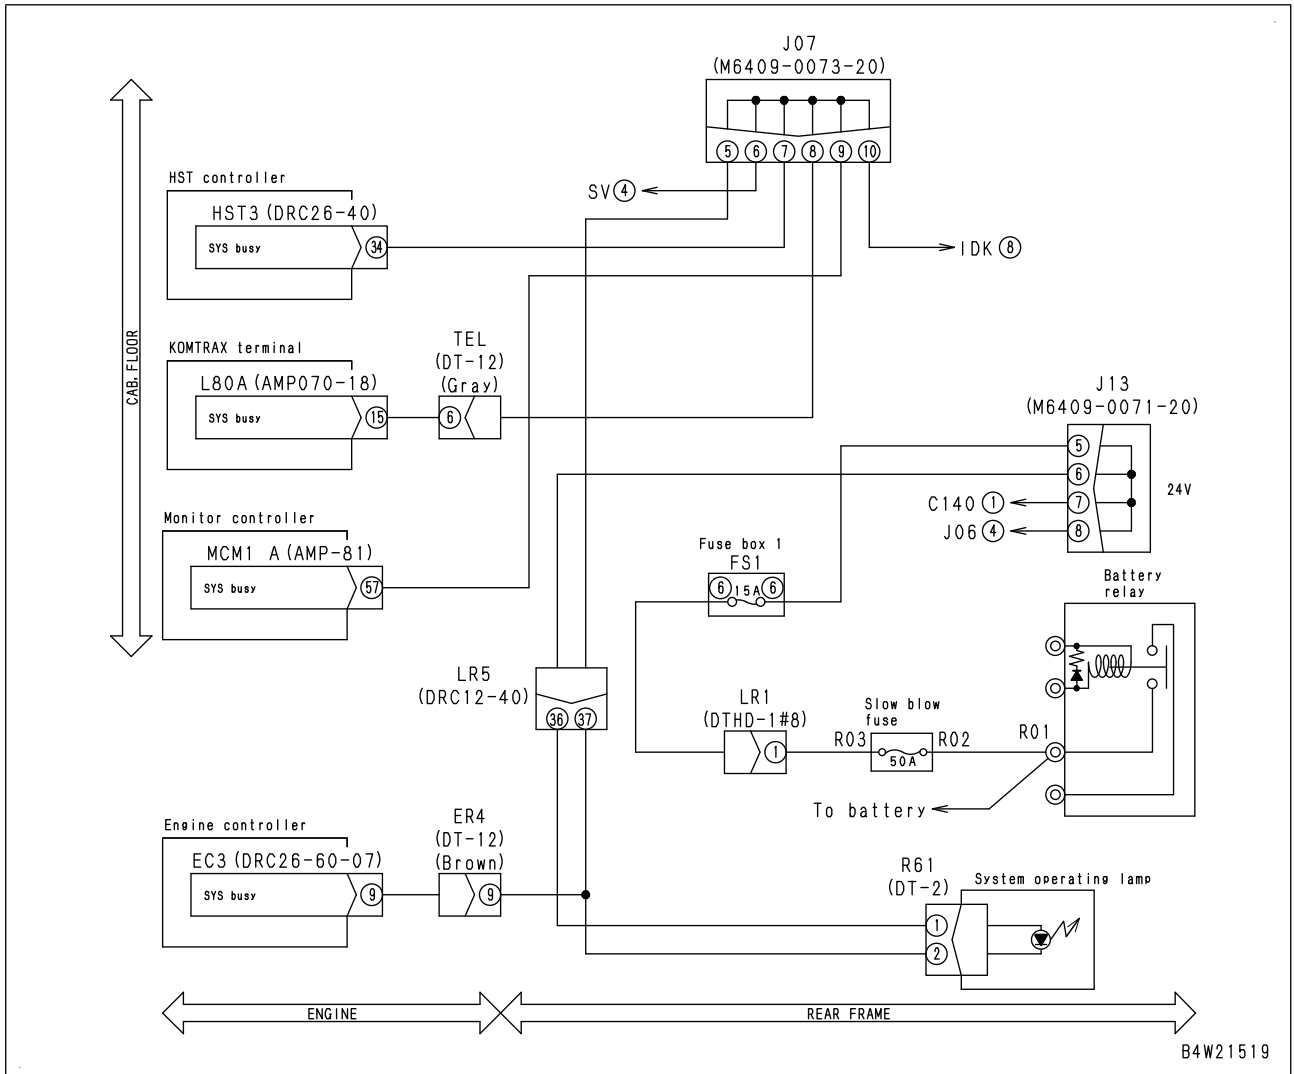 J07
(M6409-0073-20)
5 6 7 8 9 10
SV 4
IDK 8
HST controller
HST3 (DRC26-40)
SYS busy
34
CAB, FLOOR
KOMTRAX terminal
L80A (AMP070-18)
SYS busy
15
TEL
(DT-12)
(Gray)
6
J13
(M6409-0071-20)
5
6
7
8
24V
C140 1
J06 4
Monitor controller
MCM1 A (AMP-81)
SYS busy
57
Fuse box 1
FS1
6 15A 6
Battery
relay
LR5
(DRC12-40)
36 37
LR1
(DTHD-1#8)
1
Slow blow
fuse
R03 R02
50A
R01
To battery
Engine controller
EC3 (DRC26-60-07)
SYS busy
9
ER4
(DT-12)
(Brown)
9
R61
(DT-2)
1
2
System operating lamp
ENGINE
REAR FRAME
B4W21519